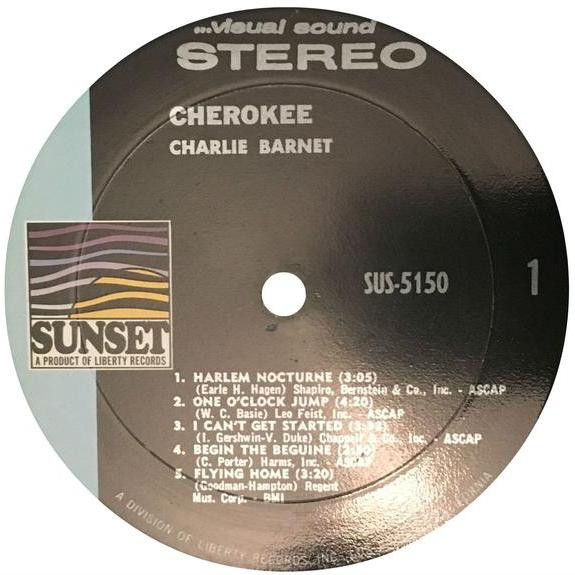 ...visual sound
STEREO
CHEROKEE
CHARLIE BARNET
SUS-5150
1
SUNSET
A PRODUCT OF LIBERTY RECORDS
1. HARLEM NOCTURNE (3:05)
(Earle H. Hagen) Shapiro, Bernstein & Co., Inc. - ASCAP
2. ONE O'CLOCK JUMP (4:20)
(W. C. Basie) Leo Feist, Inc. - ASCAP
3. I CAN'T GET STARTED
(I. Gershwin-V. Duke) Chappell & Co., Inc. - ASCAP
4. BEGIN THE BEGUINE
(C. Porter) Harms, Inc. - ASCAP
5. FLYING HOME (3:20)
(Goodman-Hampton) Regent
Mus. Corp. - BMI
A DIVISION OF LIBERTY RECORDS, INC.